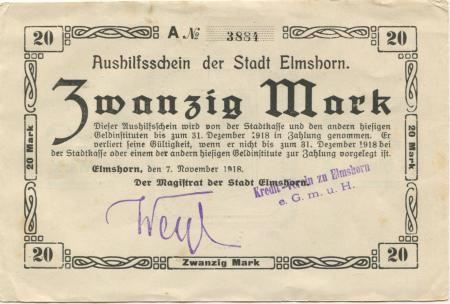 20 A № 3884 20
Aushilfsschein der Stadt Elmshorn.
Zwanzig Mark
Dieser Aushilfsschein wird von der Stadtkasse und den andern hiesigen
Geldinstituten bis zum 31. Dezember 1918 in Zahlung genommen. Er
verliert seine Gültigkeit, wenn er nicht bis zum 31. Dezember 1918 bei
der Stadtkasse oder einem der andern hiesigen Geldinstitute zur Zahlung vorgelegt ist.
Elmshorn, den 7. November 1918.
Der Magistrat der Stadt Elmshorn.
Kredit-Verein zu Elmshorn
e. G. m. u. H.
20 Mark
20 Mark
20 Zwanzig Mark 20